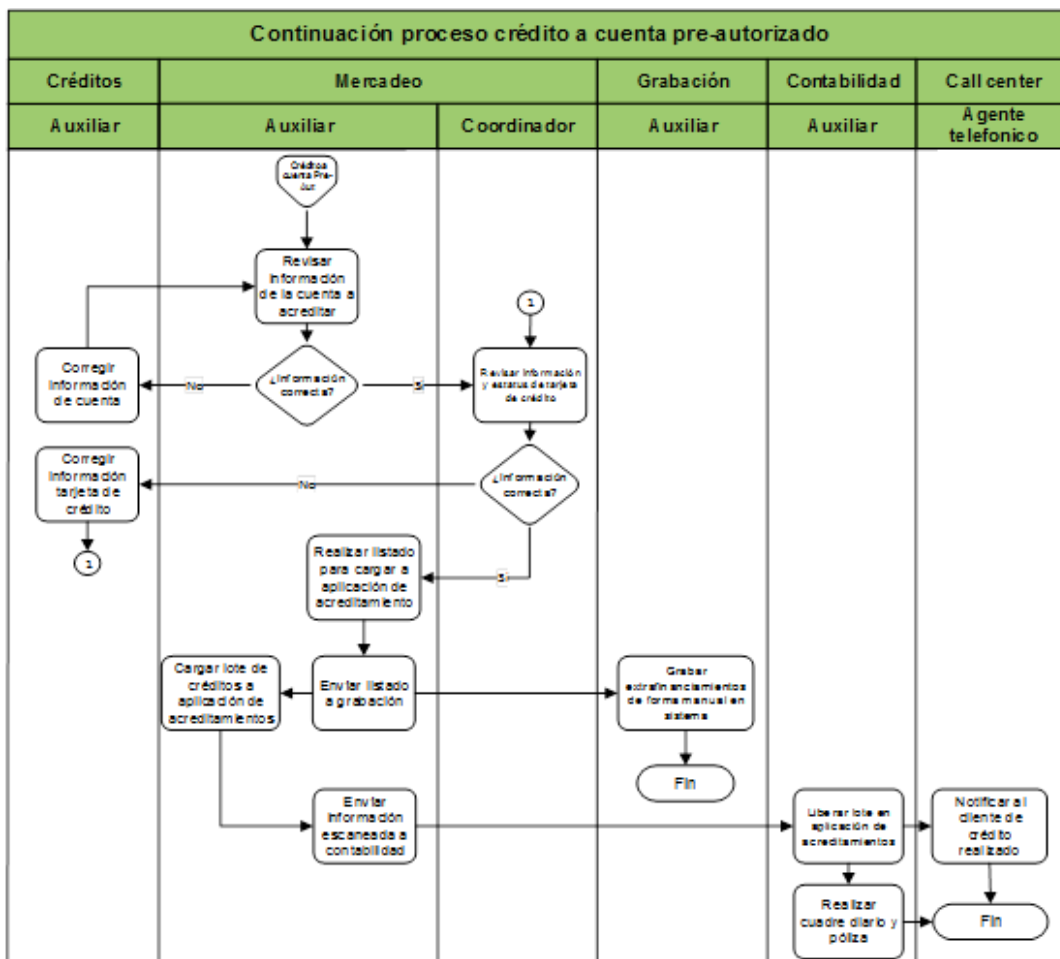 Continuación proceso crédito a cuenta pre-autorizado
Créditos
Mercadeo
Grabación
Contabilidad
Call center
Auxiliar
Auxiliar
Coordinador
Auxiliar
Auxiliar
Agente
telefonico
Crédito a
cuenta Pre-
Aut
Revisar
información
de la cuenta a
acreditar
1
Corregir
información
de cuenta
No
¿Información
correcta?
Si
Revisar información
y estatus de tarjeta
de crédito
Corregir
información
tarjeta de
crédito
No
¿Información
correcta?
1
Realizar listado
para cargar a
aplicación de
acreditamiento
Si
Cargar lote de
créditos a
aplicación de
acreditamientos
Enviar listado
a grabación
Grabar
extrafinanciamientos
de forma manual en
sistema
Fin
Enviar
información
escaneada a
contabilidad
Liberar lote en
aplicación de
acreditamientos
Notificar al
cliente de
crédito
realizado
Realizar
cuadre diario y
póliza
Fin